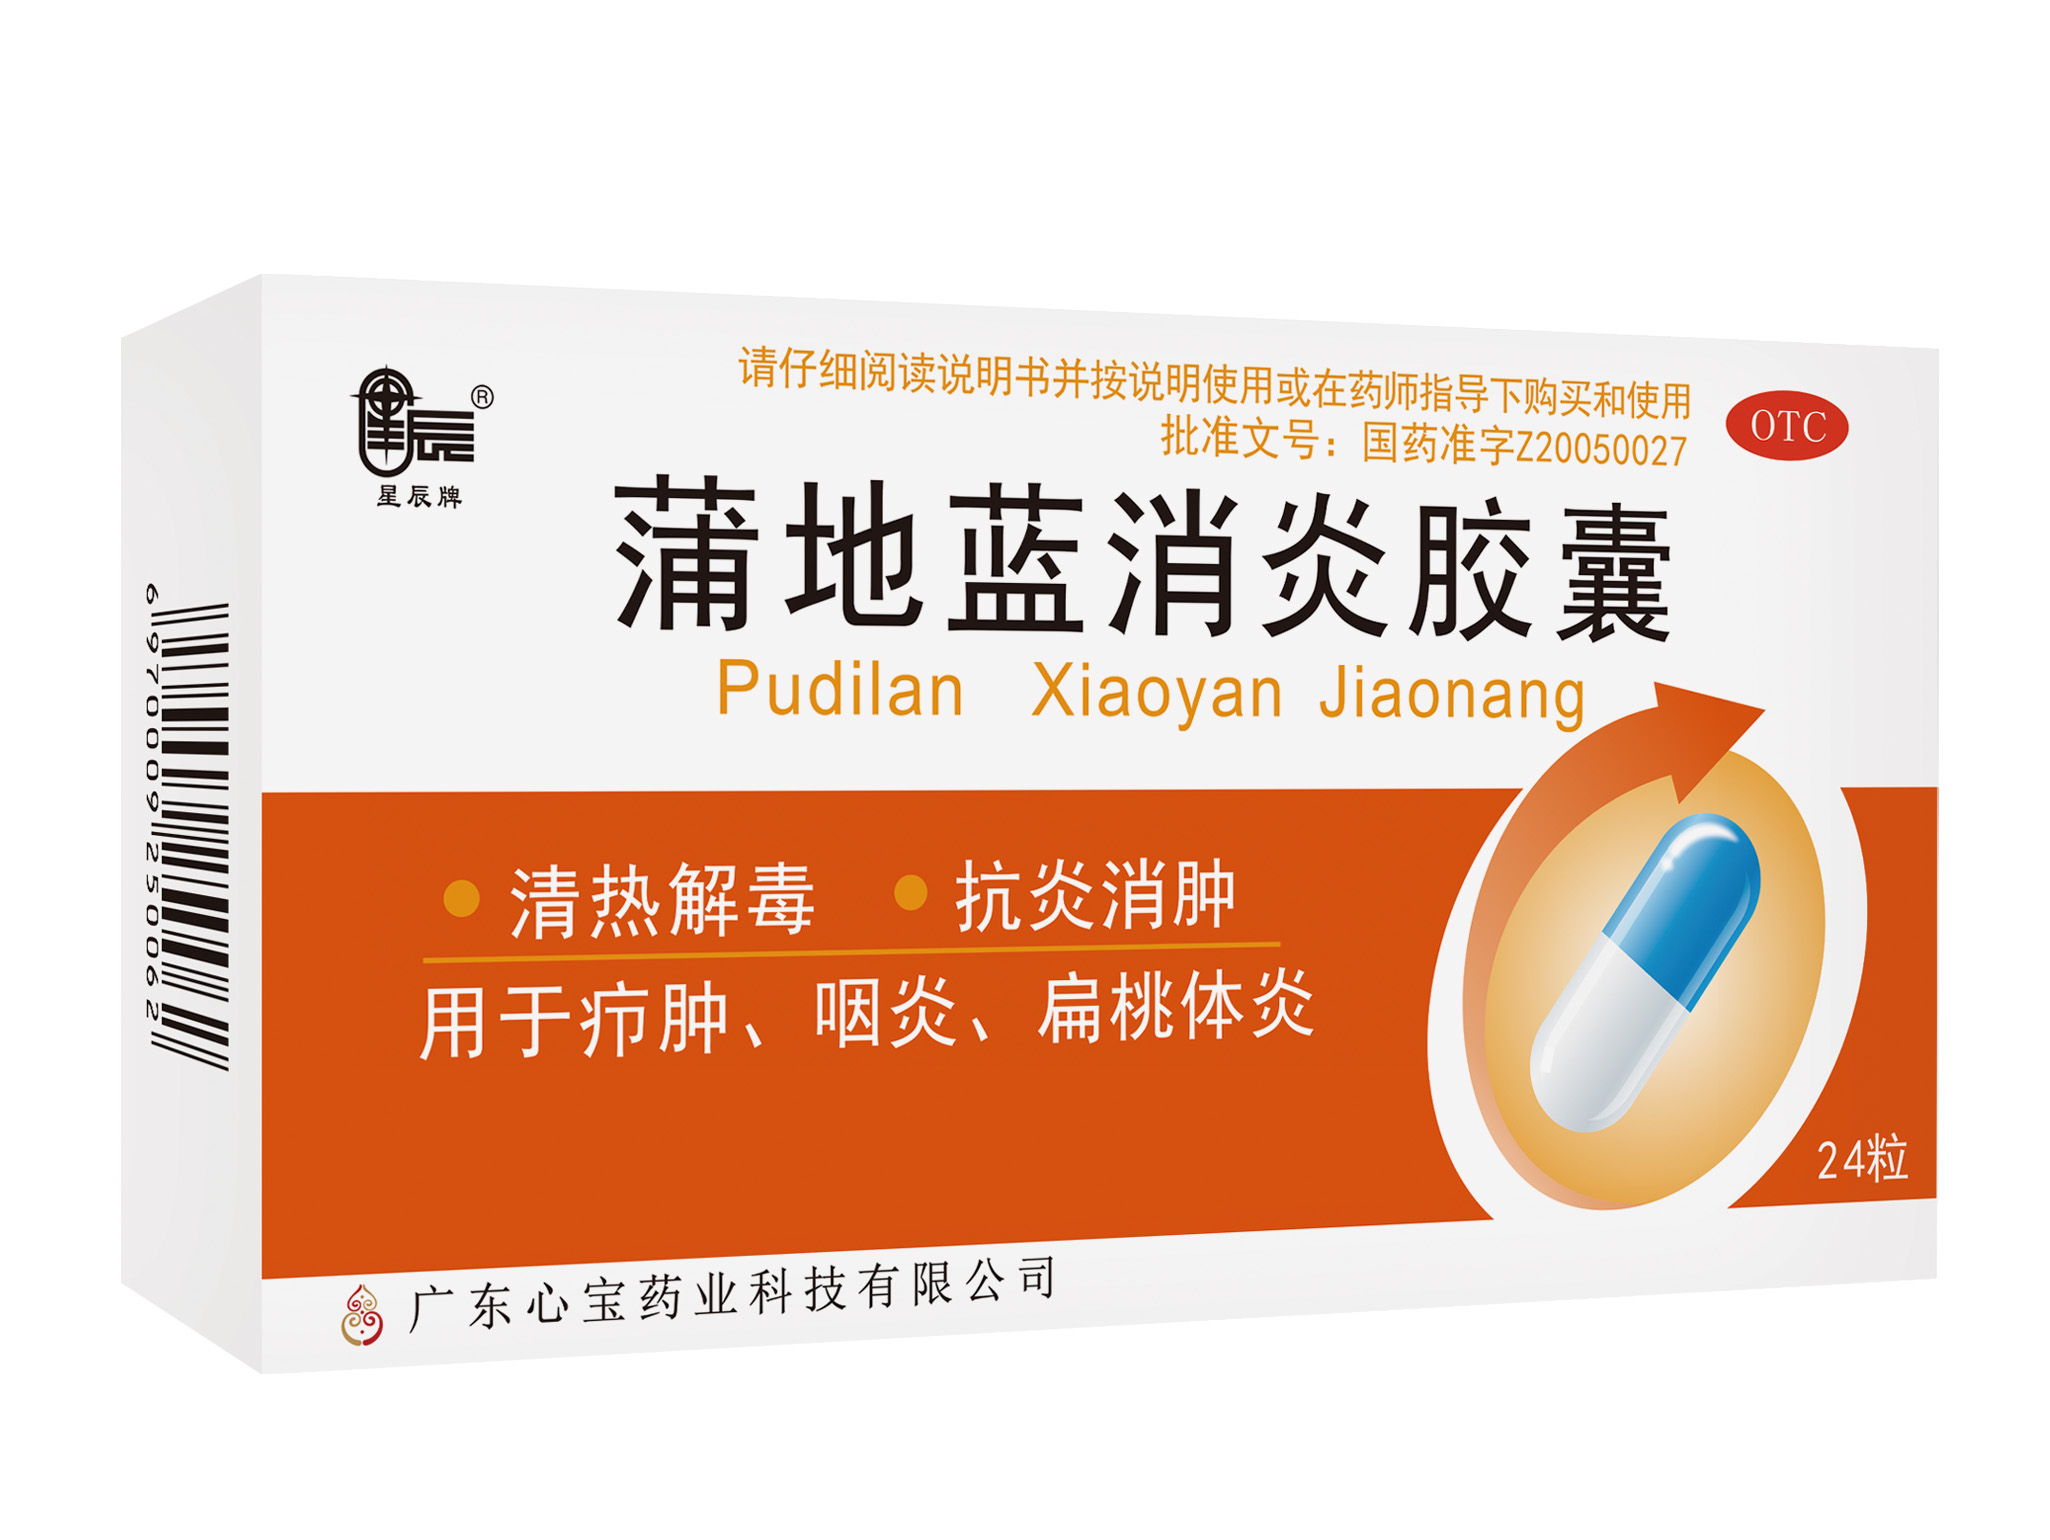 请仔细阅读说明书并按说明使用或在药师指导下购买和使用
批准文号：国药准字Z20050027
OTC
®
星辰
星辰牌
蒲地蓝消炎胶囊
Pudilan Xiaoyan Jiaonang
• 清热解毒 • 抗炎消肿
用于疖肿、咽炎、扁桃体炎
24粒
广东心宝药业科技有限公司
6970009250062